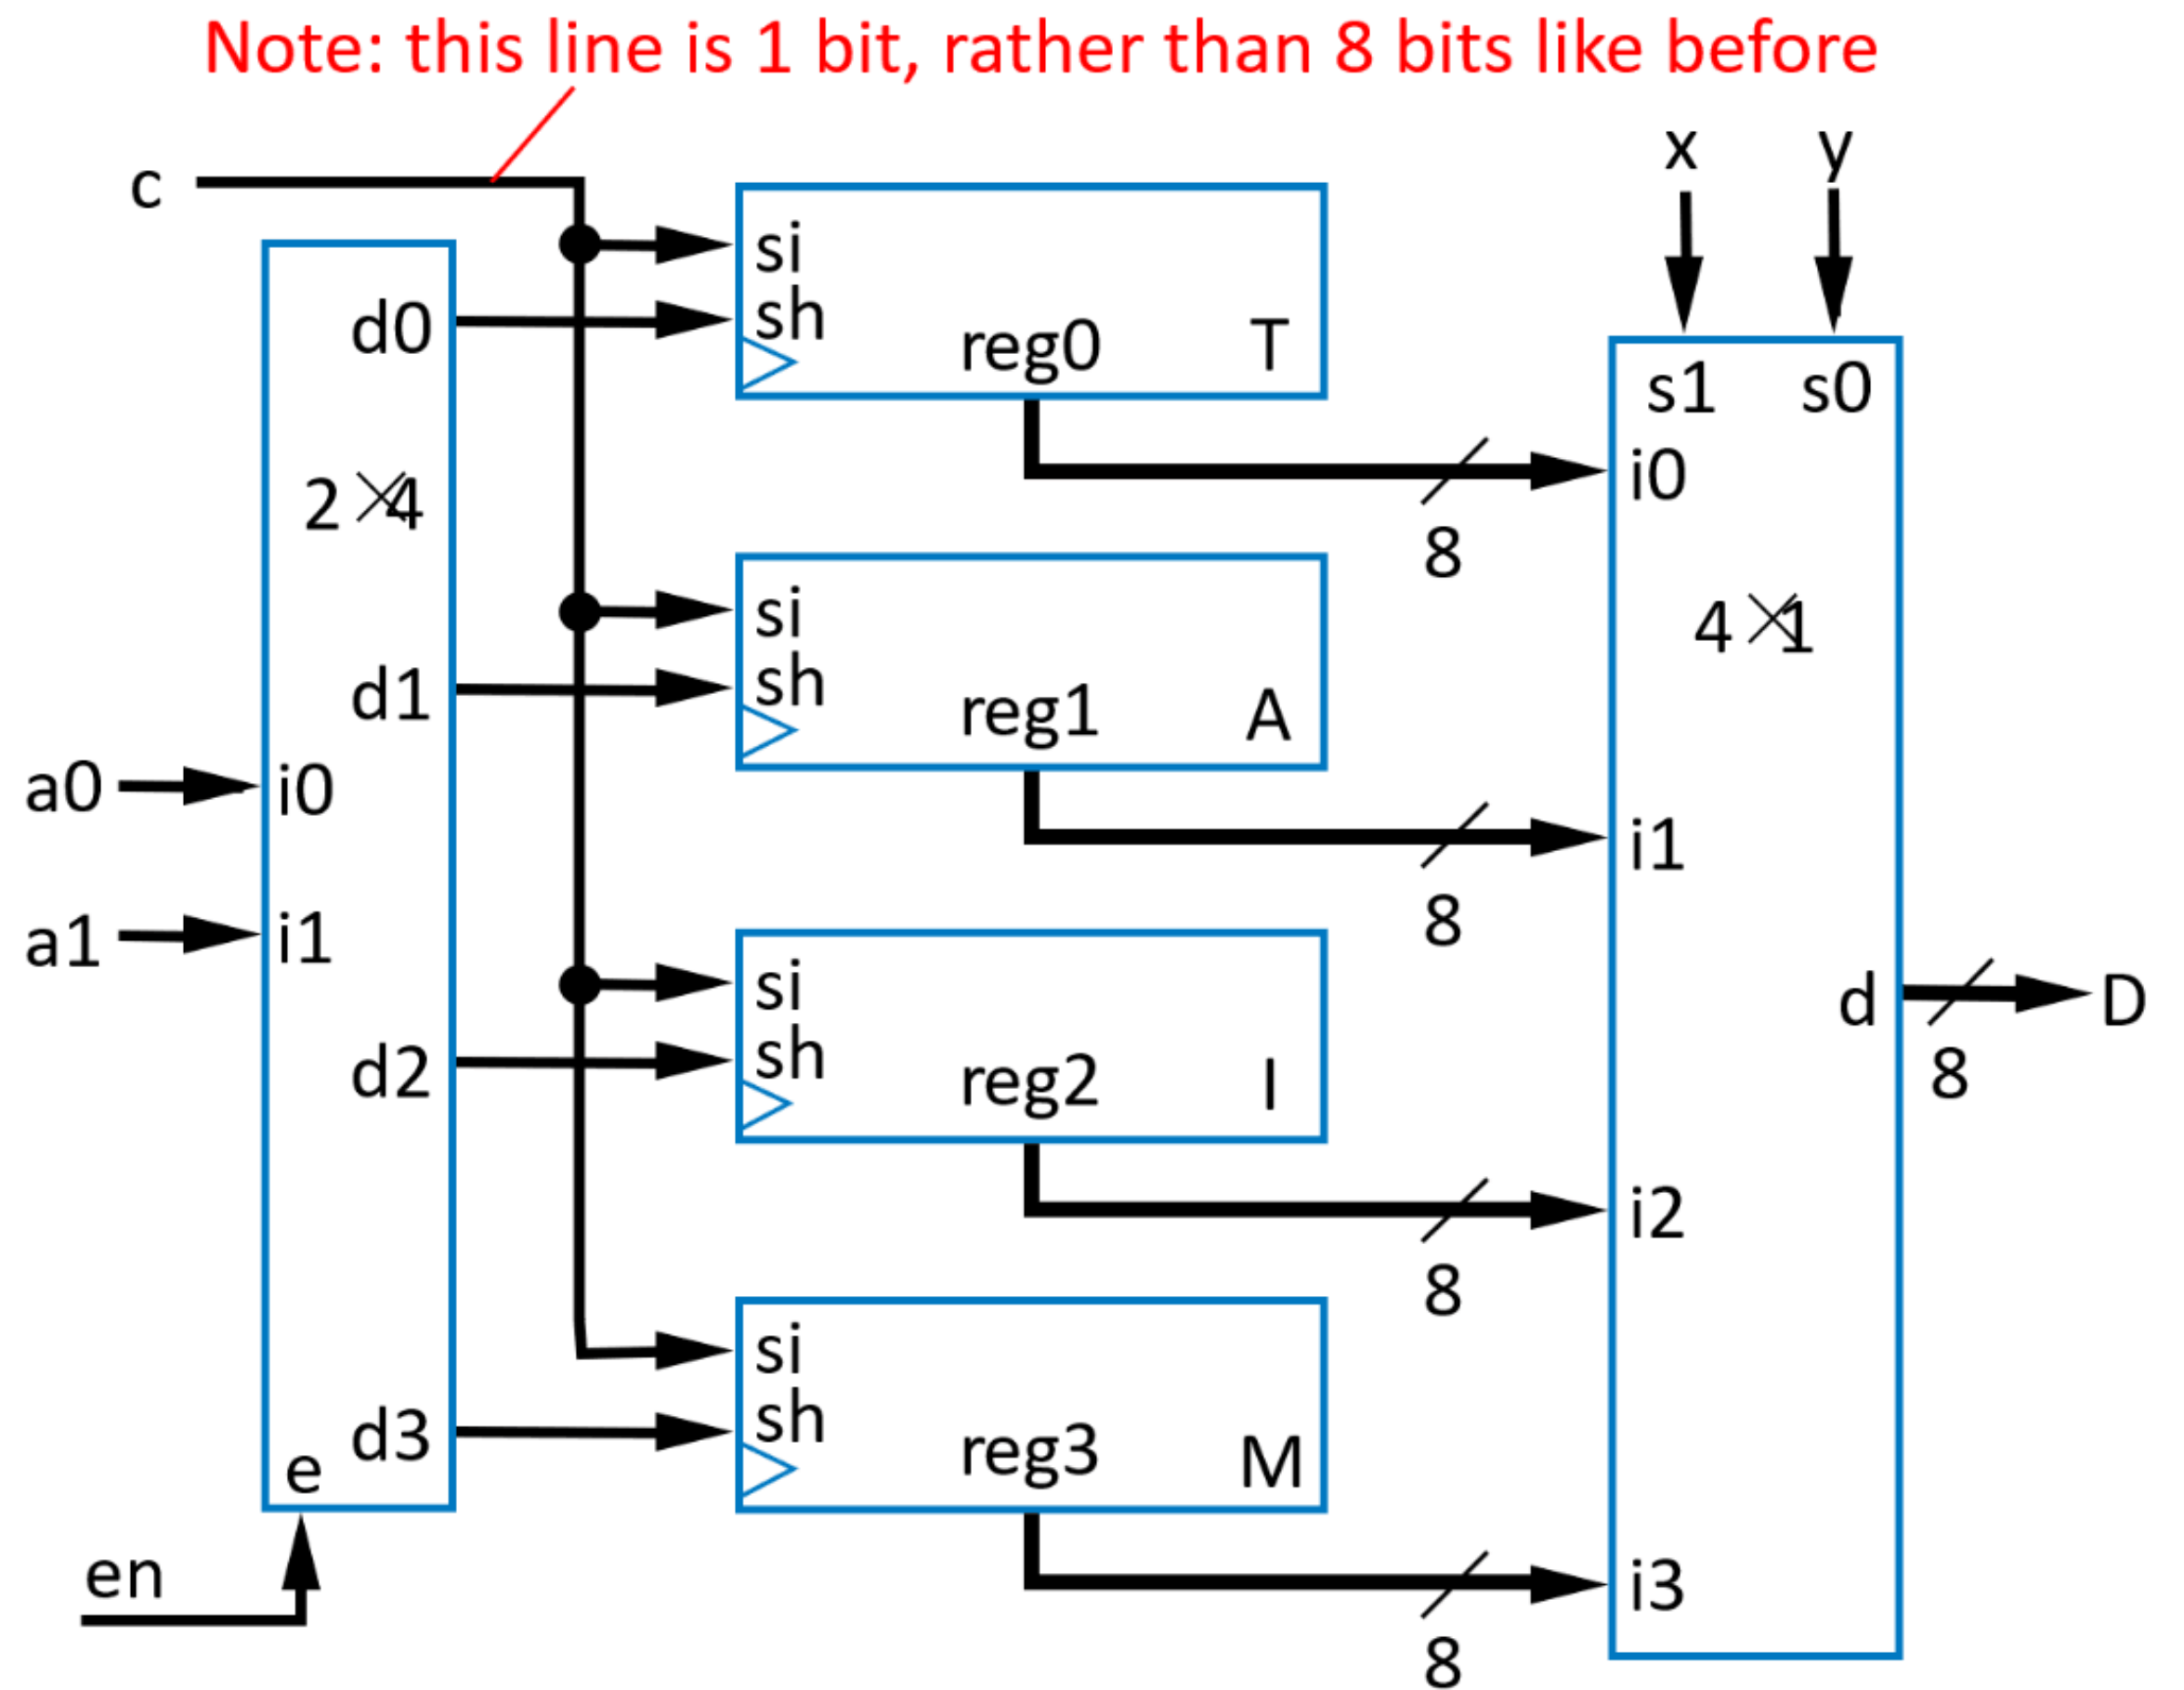 Note: this line is 1 bit, rather than 8 bits like before
c
x y
si
sh
reg0 T
d0
2×4
s1 s0
i0
8
si
sh
reg1 A
d1
4×1
a0 i0
i1
8
a1 i1
si
sh
reg2 I
d2
d D
8
i2
8
si
sh
reg3 M
d3
e
en
i3
8